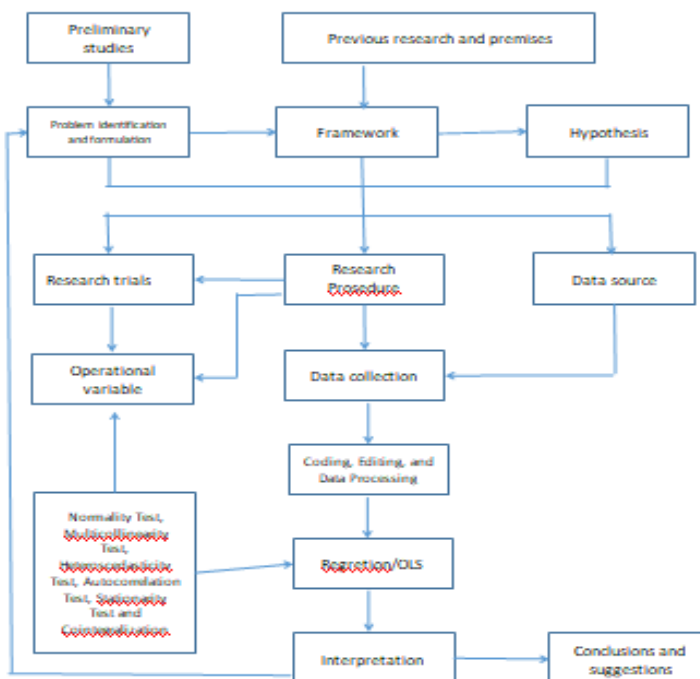 Preliminary
studies
Previous research and premises
Problem identification
and formulation
Framework
Hypothesis
Research trials
Research
Prosedure
Data source
Operational
variable
Data collection
Coding, Editing, and
Data Processing
Normality Test,
Multicollinearity
Test,
Heteroscedasticity
Test, Autocorrelation
Test, Stationarity
Test and
Regretion/OLS
Interpretation
Conclusions and
suggestions